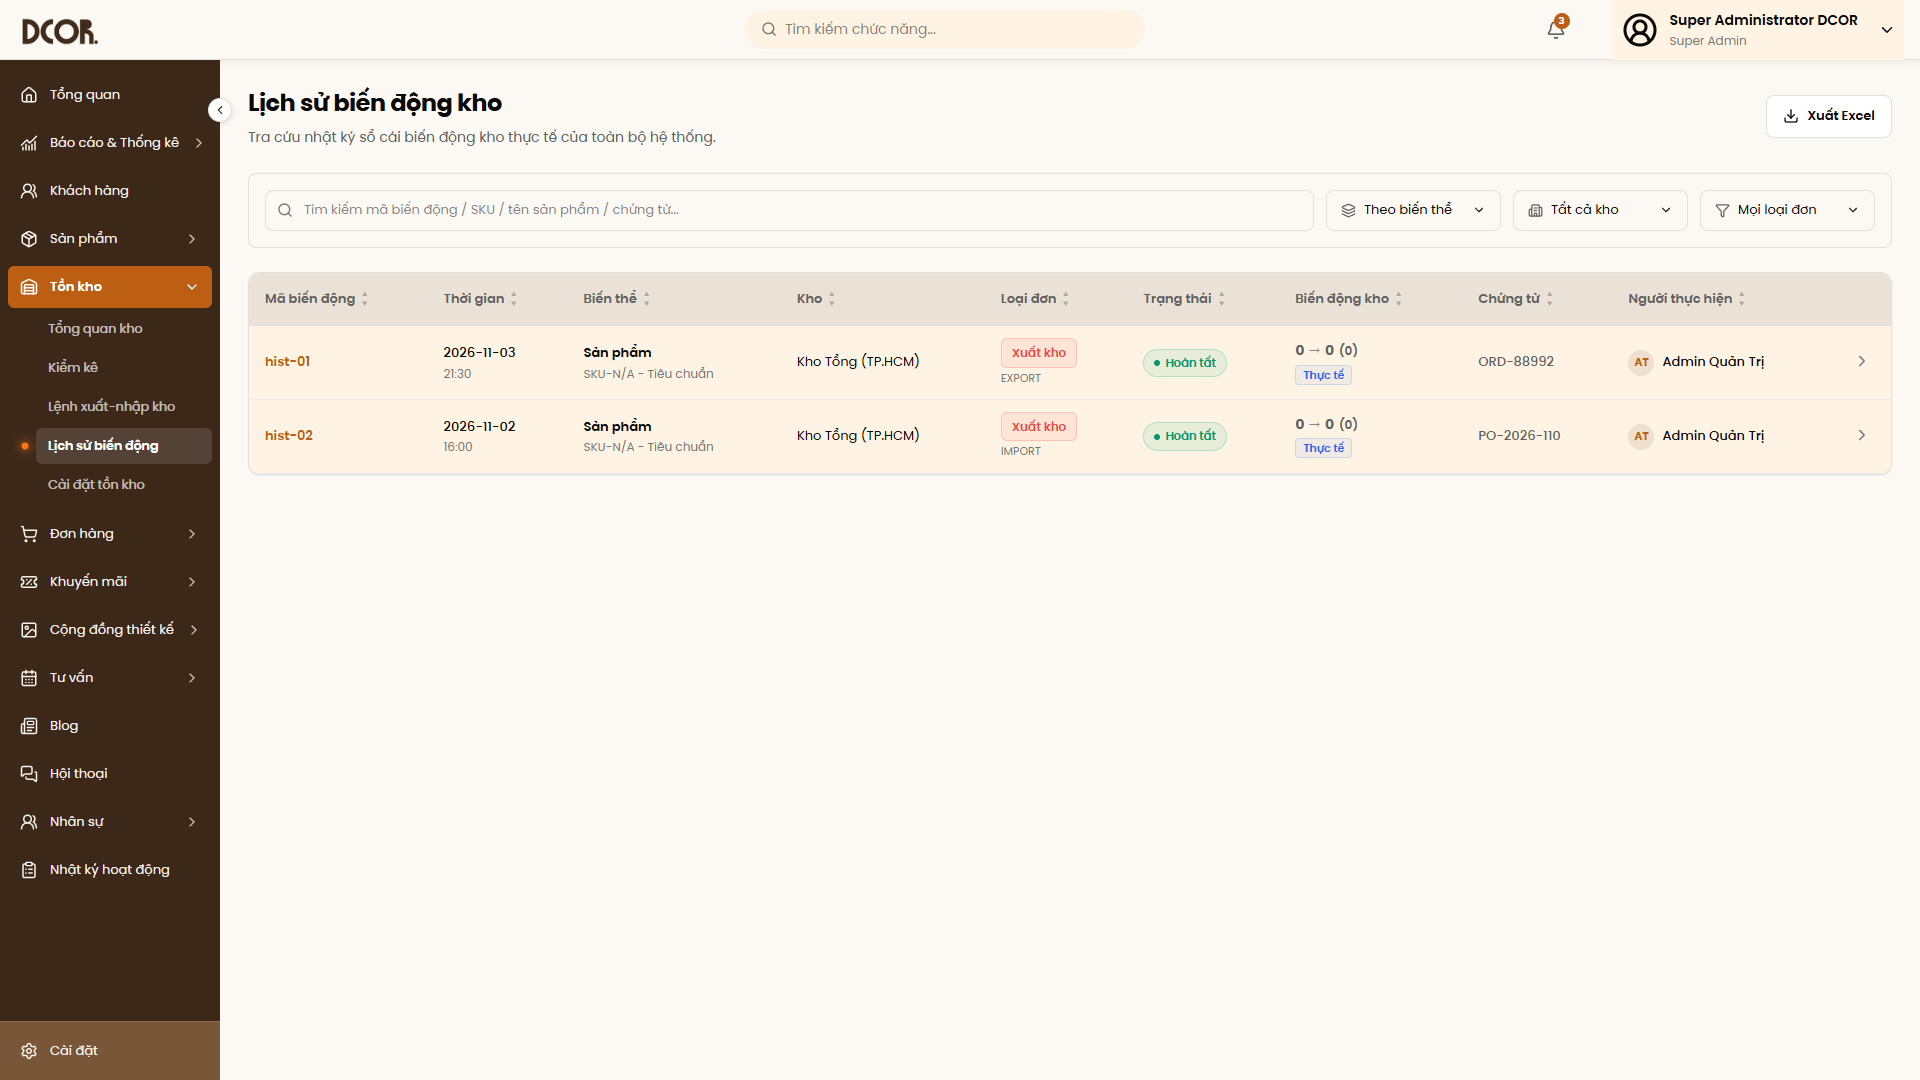 DCOR.
Tìm kiếm chức năng...
3
Super Administrator DCOR
Super Admin
Tổng quan
Báo cáo & Thống kê
Khách hàng
Sản phẩm
Tồn kho
Tổng quan kho
Kiểm kê
Lệnh xuất-nhập kho
Lịch sử biến động
Cài đặt tồn kho
Đơn hàng
Khuyến mãi
Cộng đồng thiết kế
Tư vấn
Blog
Hội thoại
Nhân sự
Nhật ký hoạt động
Cài đặt
Lịch sử biến động kho
Tra cứu nhật ký sổ cái biến động kho thực tế của toàn bộ hệ thống.
Xuất Excel
Tìm kiếm mã biến động / SKU / tên sản phẩm / chứng từ...
Theo biến thể
Tất cả kho
Mọi loại đơn
Mã biến động Thời gian Biến thể Kho Loại đơn Trạng thái Biến động kho Chứng từ Người thực hiện
hist-01
2026-11-03
21:30
Sản phẩm
SKU-N/A - Tiêu chuẩn
Kho Tổng (TP.HCM)
Xuất kho
EXPORT
Hoàn tất
0 → 0 (0)
Thực tế
ORD-88992
AT Admin Quản Trị
hist-02
2026-11-02
16:00
Sản phẩm
SKU-N/A - Tiêu chuẩn
Kho Tổng (TP.HCM)
Xuất kho
IMPORT
Hoàn tất
0 → 0 (0)
Thực tế
PO-2026-110
AT Admin Quản Trị